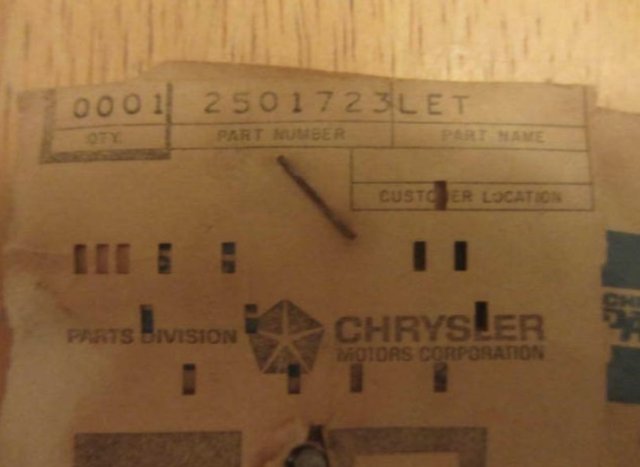 0001 2501723LET
QTY. PART NUMBER PART NAME
CUSTOMER LOCATION
PARTS DIVISION CHRYSLER
MOTORS CORPORATION